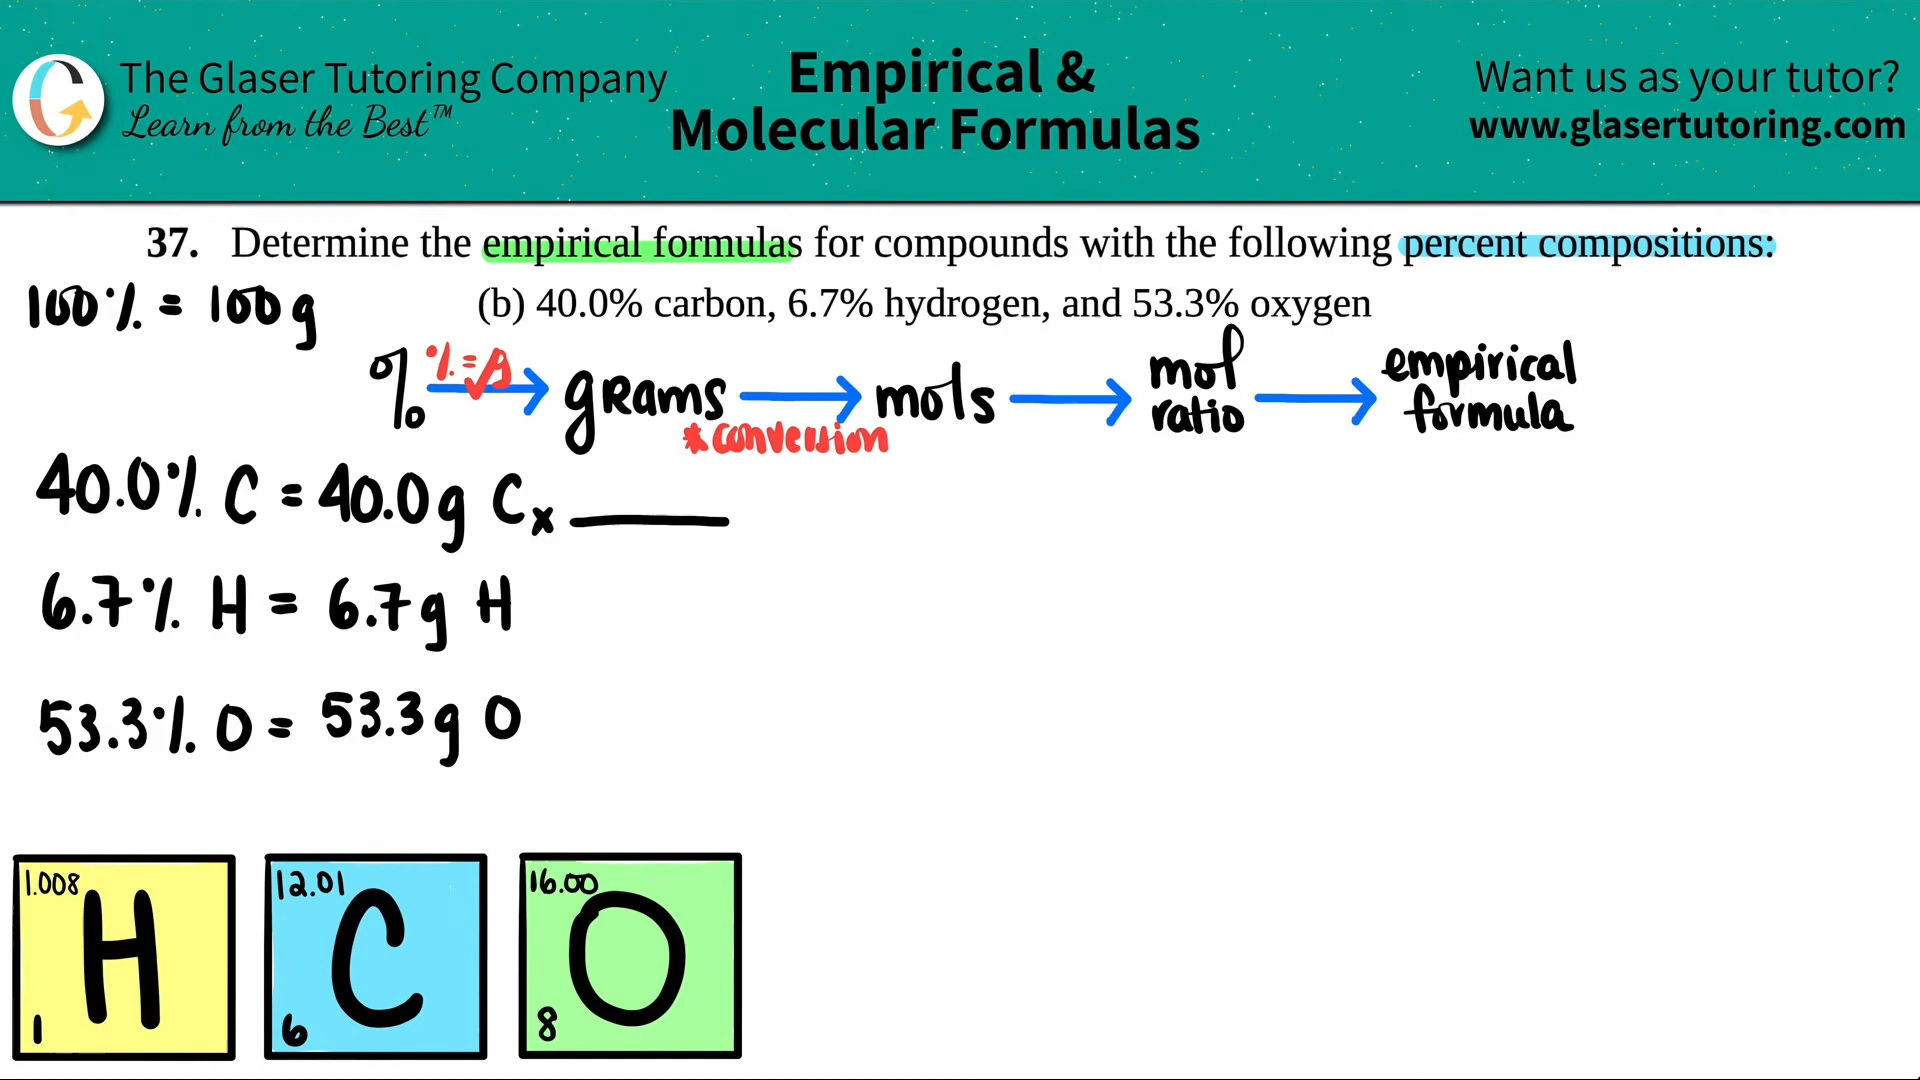 The Glaser Tutoring Company
Learn from the Best™
Empirical &
Molecular Formulas
Want us as your tutor?
www.glasertutoring.com
37. Determine the empirical formulas for compounds with the following percent compositions:
(b) 40.0% carbon, 6.7% hydrogen, and 53.3% oxygen
100% = 100g
% %=g grams mols mol ratio empirical formula
*conversion
40.0% C = 40.0g C x
6.7% H = 6.7g H
53.3% O = 53.3g O
1.008 H 1
12.01 C 6
16.00 O 8